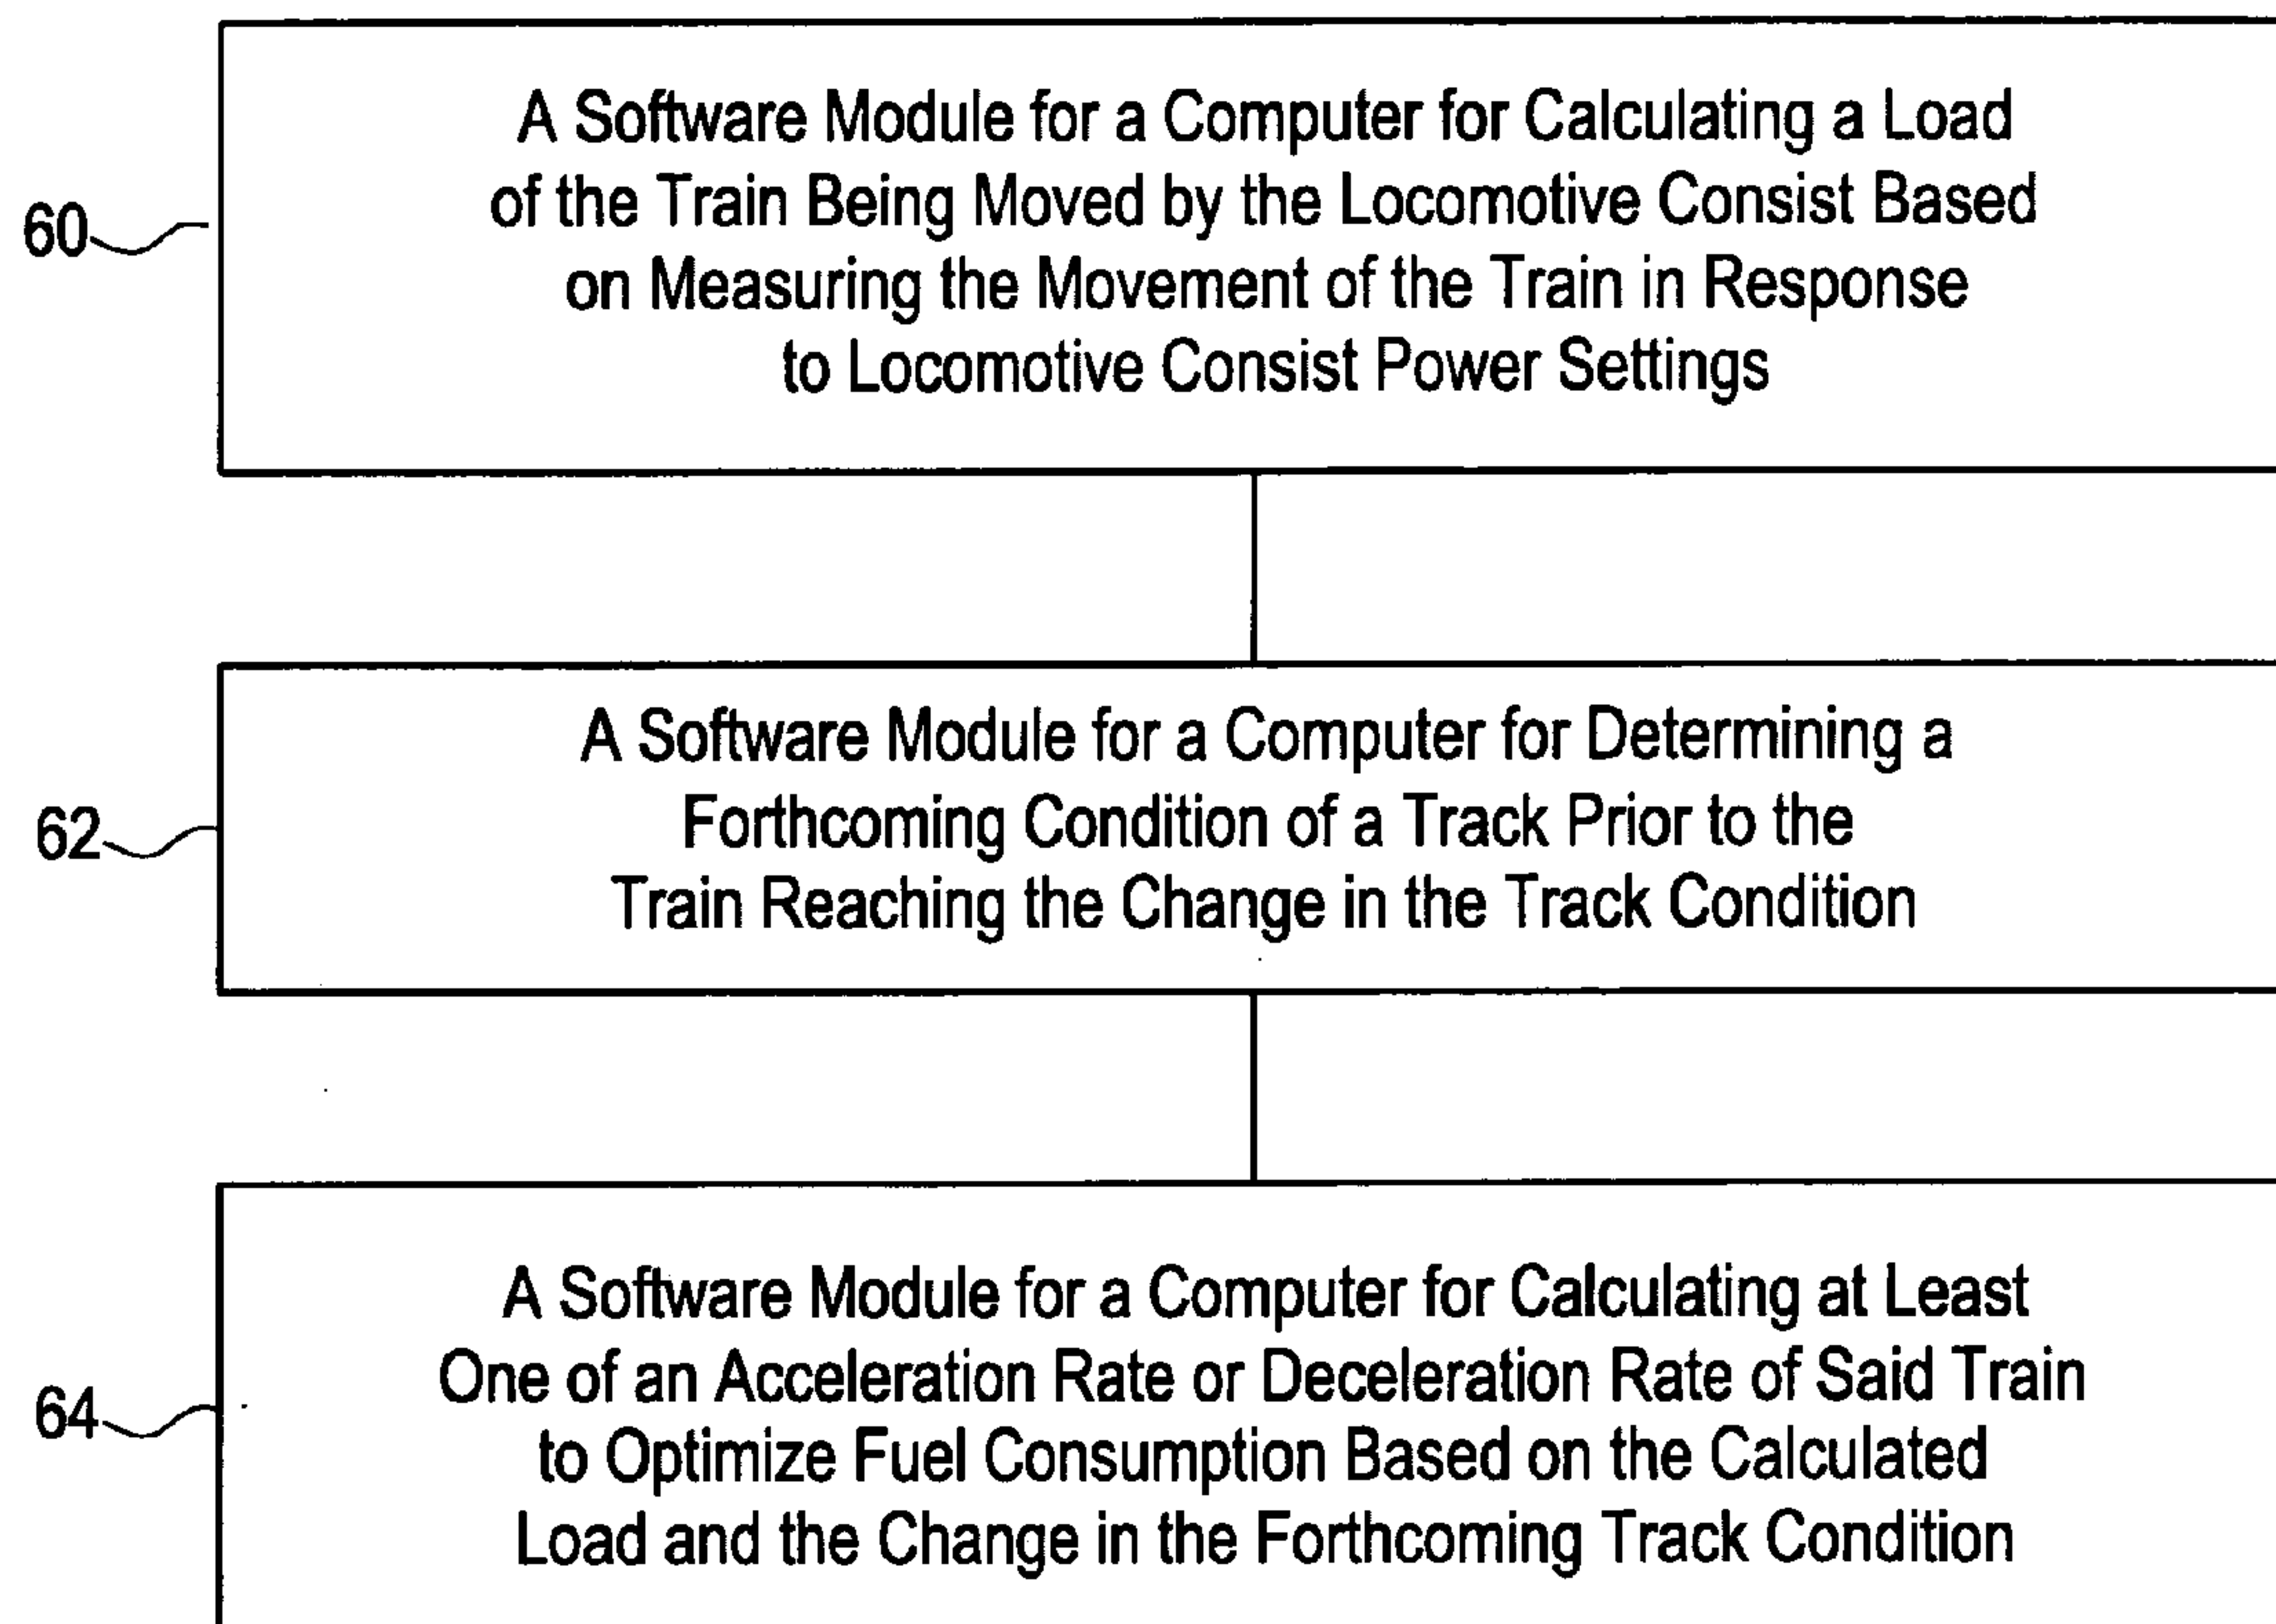 A Software Module for a Computer for Calculating a Load
of the Train Being Moved by the Locomotive Consist Based
on Measuring the Movement of the Train in Response
to Locomotive Consist Power Settings
60
A Software Module for a Computer for Determining a
Forthcoming Condition of a Track Prior to the
Train Reaching the Change in the Track Condition
62
A Software Module for a Computer for Calculating at Least
One of an Acceleration Rate or Deceleration Rate of Said Train
to Optimize Fuel Consumption Based on the Calculated
Load and the Change in the Forthcoming Track Condition
64